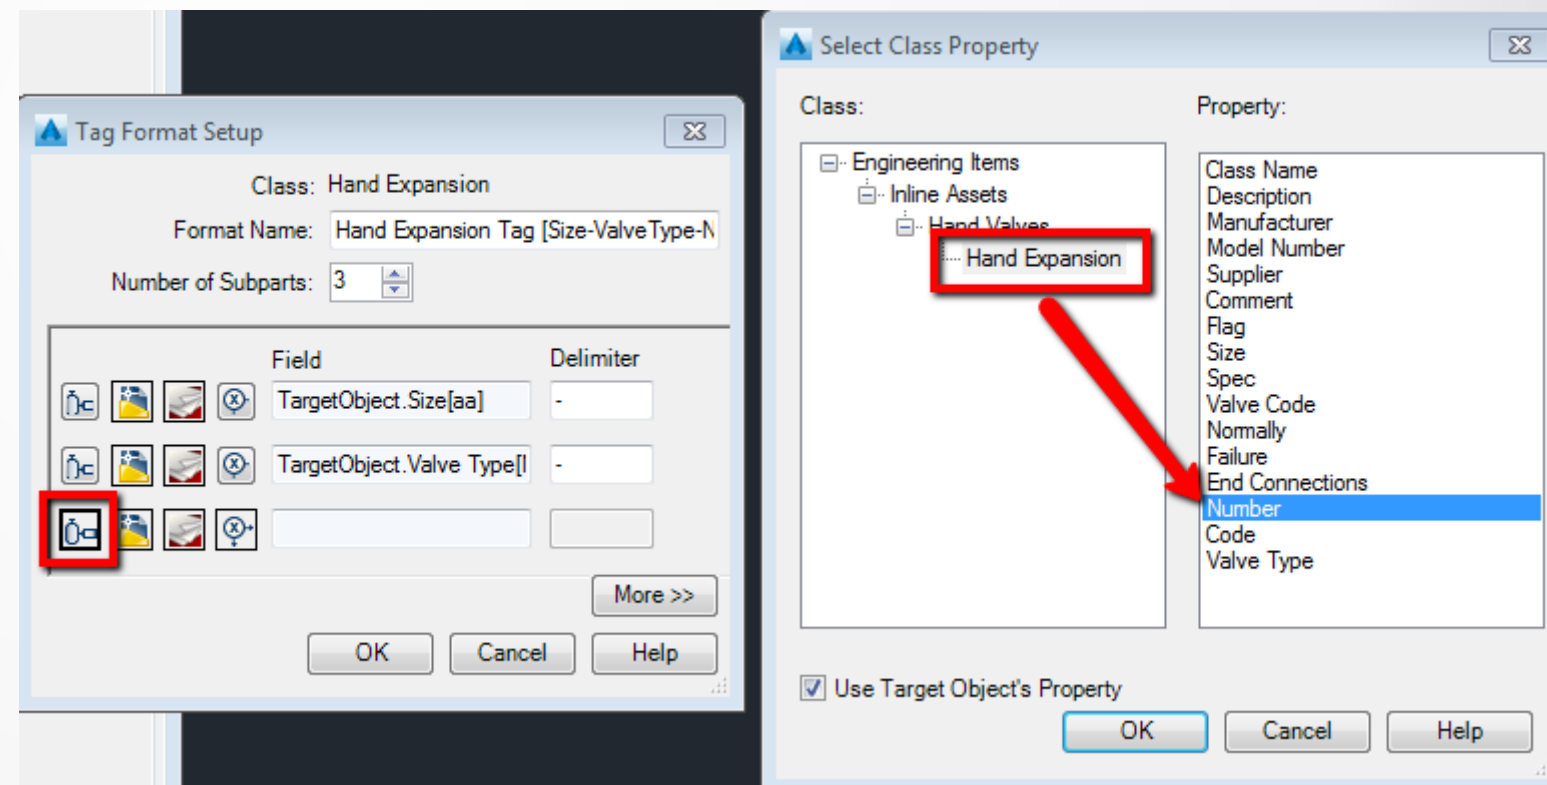 Tag Format Setup
Class: Hand Expansion
Format Name: Hand Expansion Tag [Size-ValveType-N
Number of Subparts: 3
Field Delimiter
TargetObject.Size[aa] -
TargetObject.Valve Type[ -
More >>
OK Cancel Help
Select Class Property
Class: Property:
Engineering Items
Inline Assets
Hand Valves
Hand Expansion
Class Name
Description
Manufacturer
Model Number
Supplier
Comment
Flag
Size
Spec
Valve Code
Normally
Failure
End Connections
Number
Code
Valve Type
Use Target Object's Property
OK Cancel Help